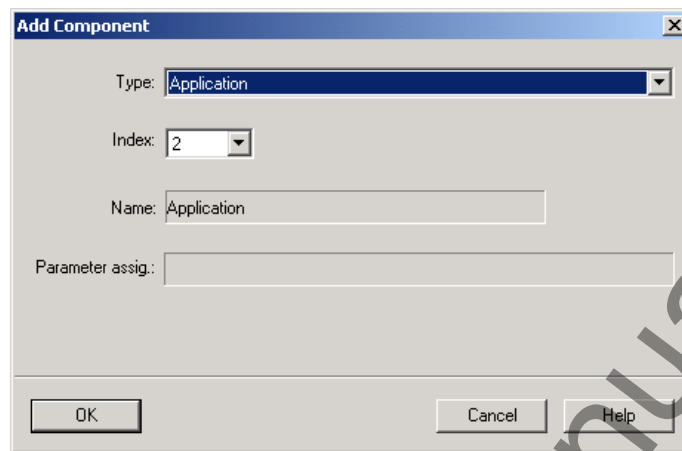 Add Component
Type: Application
Index: 2
Name: Application
Parameter assig.:
OK Cancel Help